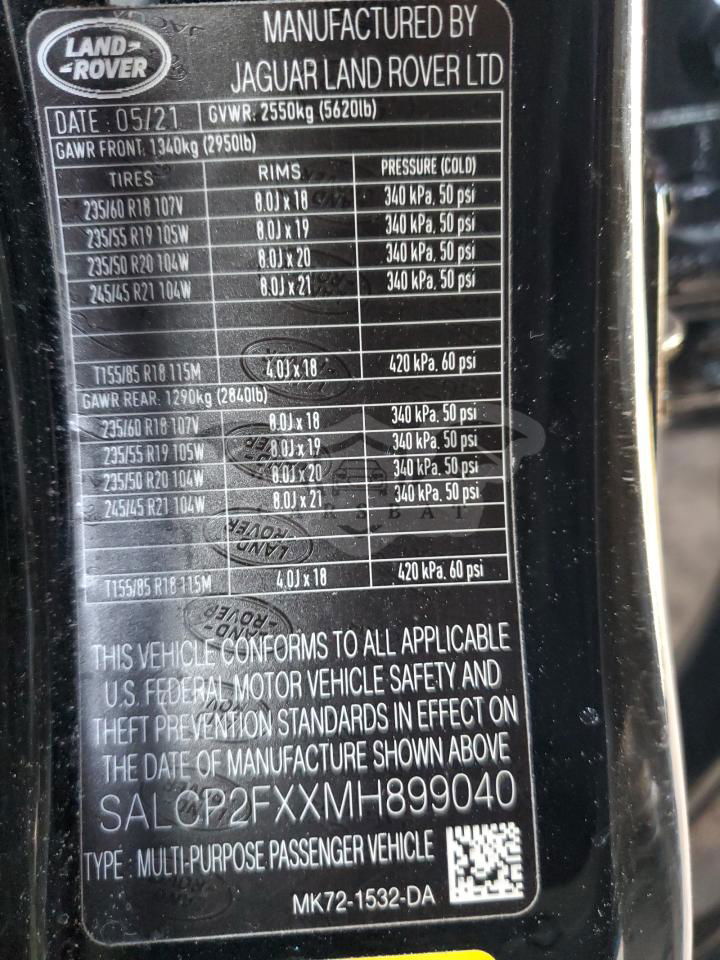 LAND-
-ROVER
MANUFACTURED BY
JAGUAR LAND ROVER LTD
DATE : 05/21 GVWR: 2550kg (5620lb)
GAWR FRONT: 1340kg (2950lb)
TIRES RIMS PRESSURE (COLD)
235/60 R18 107V 8.0J x 18 340 kPa, 50 psi
235/55 R19 105W 8.0J x 19 340 kPa, 50 psi
235/50 R20 104W 8.0J x 20 340 kPa, 50 psi
245/45 R21 104W 8.0J x 21 340 kPa, 50 psi
T155/85 R18 115M 4.0J x 18 420 kPa, 60 psi
GAWR REAR: 1290kg (2840lb)
235/60 R18 107V 8.0J x 18 340 kPa, 50 psi
235/55 R19 105W 8.0J x 19 340 kPa, 50 psi
235/50 R20 104W 8.0J x 20 340 kPa, 50 psi
245/45 R21 104W 8.0J x 21 340 kPa, 50 psi
T155/85 R18 115M 4.0J x 18 420 kPa, 60 psi
THIS VEHICLE CONFORMS TO ALL APPLICABLE
U.S. FEDERAL MOTOR VEHICLE SAFETY AND
THEFT PREVENTION STANDARDS IN EFFECT ON
THE DATE OF MANUFACTURE SHOWN ABOVE
SALCP2FXXMH899040
TYPE : MULTI-PURPOSE PASSENGER VEHICLE
MK72-1532-DA